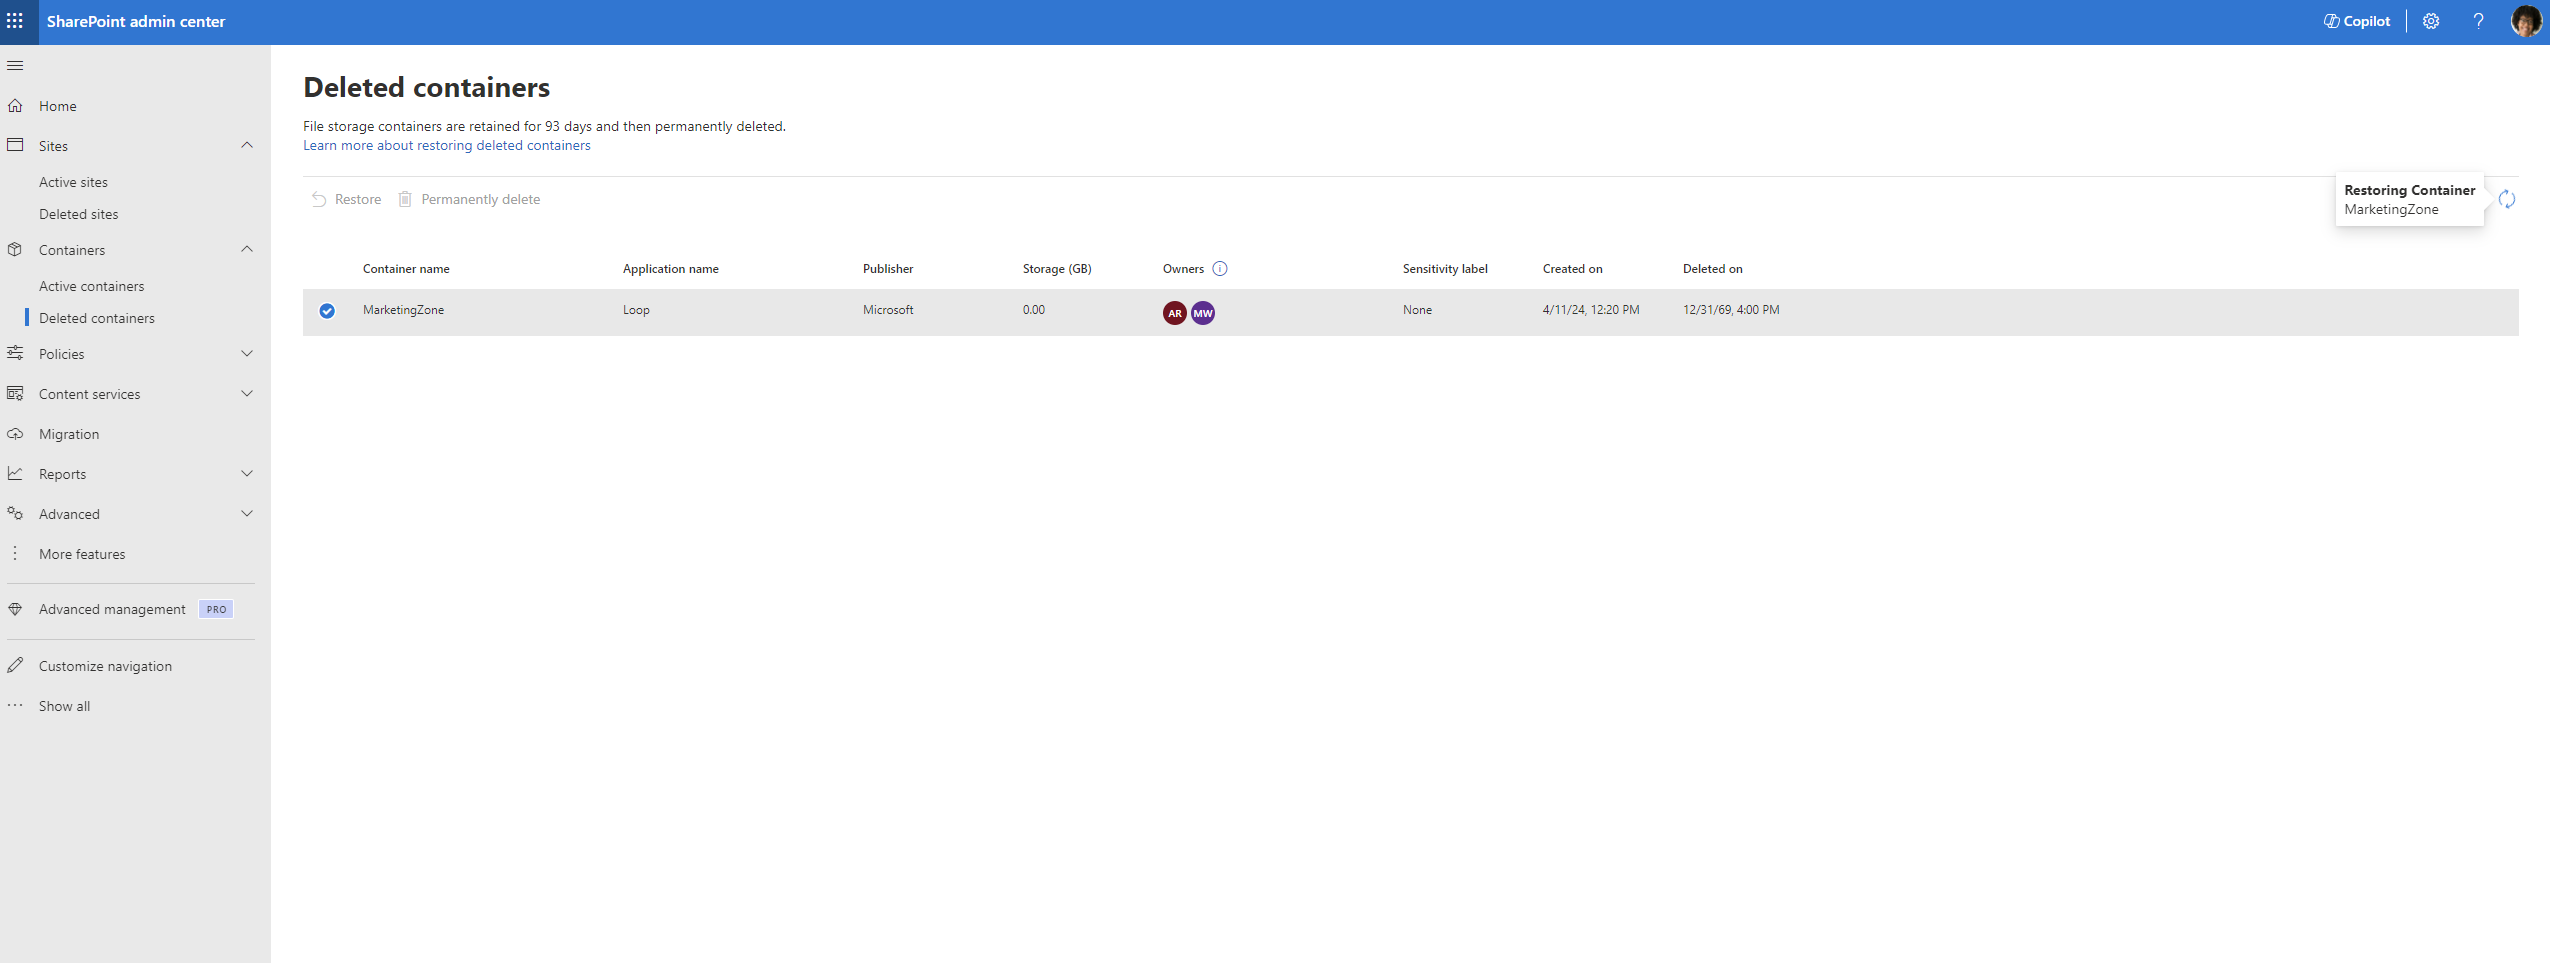 SharePoint admin center
Copilot
Home
Sites
Active sites
Deleted sites
Containers
Active containers
Deleted containers
Policies
Content services
Migration
Reports
Advanced
More features
Advanced management PRO
Customize navigation
Show all
Deleted containers
File storage containers are retained for 93 days and then permanently deleted.
Learn more about restoring deleted containers
Restore Permanently delete
Restoring Container
MarketingZone
Container name Application name Publisher Storage (GB) Owners Sensitivity label Created on Deleted on
MarketingZone Loop Microsoft 0.00 AR MW None 4/11/24, 12:20 PM 12/31/69, 4:00 PM